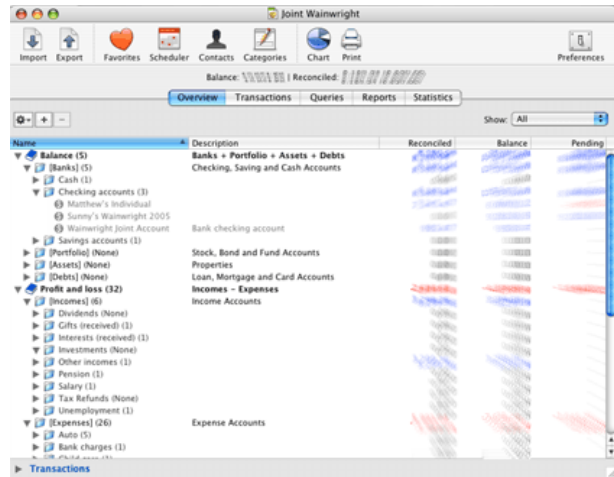 Joint Wainwright
Import Export Favorites Scheduler Contacts Categories Chart Print Preferences
Balance: | Reconciled:
Overview Transactions Queries Reports Statistics
Show: All
Name Description Reconciled Balance Pending
Balance (5) Banks + Portfolio + Assets + Debts
[Banks] (5) Checking, Saving and Cash Accounts
Cash (1)
Checking accounts (3)
Matthew's Individual
Sunny's Wainwright 2005
Wainwright Joint Account Bank checking account
Savings accounts (1)
[Portfolio] (None) Stock, Bond and Fund Accounts
[Assets] (None) Properties
[Debts] (None) Loan, Mortgage and Card Accounts
Profit and loss (32) Incomes - Expenses
[Incomes] (6) Income Accounts
Dividends (None)
Gifts (received) (1)
Interests (received) (1)
Investments (None)
Other incomes (1)
Pension (1)
Salary (1)
Tax Refunds (None)
Unemployment (1)
[Expenses] (26) Expense Accounts
Auto (5)
Bank charges (1)
Transactions